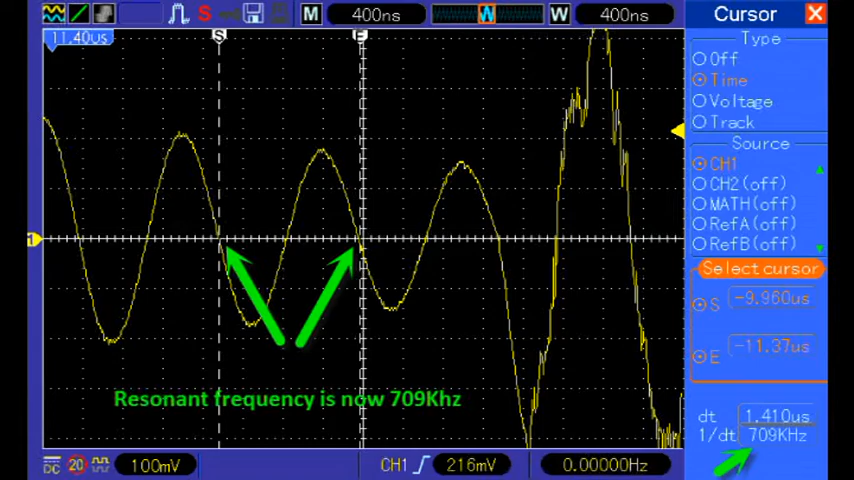 S M 400ns W W 400ns Cursor X
11.40us S E
Type
Off
Time
Voltage
Track
Source
CH1
CH2(off)
MATH(off)
RefA(off)
RefB(off)
1
Select cursor
S -9.960us
E -11.37us
Resonant frequency is now 709Khz
dt 1.410us
1/dt 709KHz
DC 20 100mV CH1 216mV 0.00000Hz